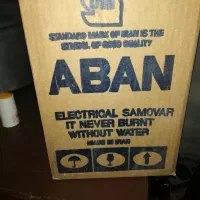 STANDARD MARK OF IRAN IS THE
SYMBOL OF GOOD QUALITY
ABAN
ELECTRICAL SAMOVAR
IT NEVER BURNT
WITHOUT WATER
MADE IN IRAN